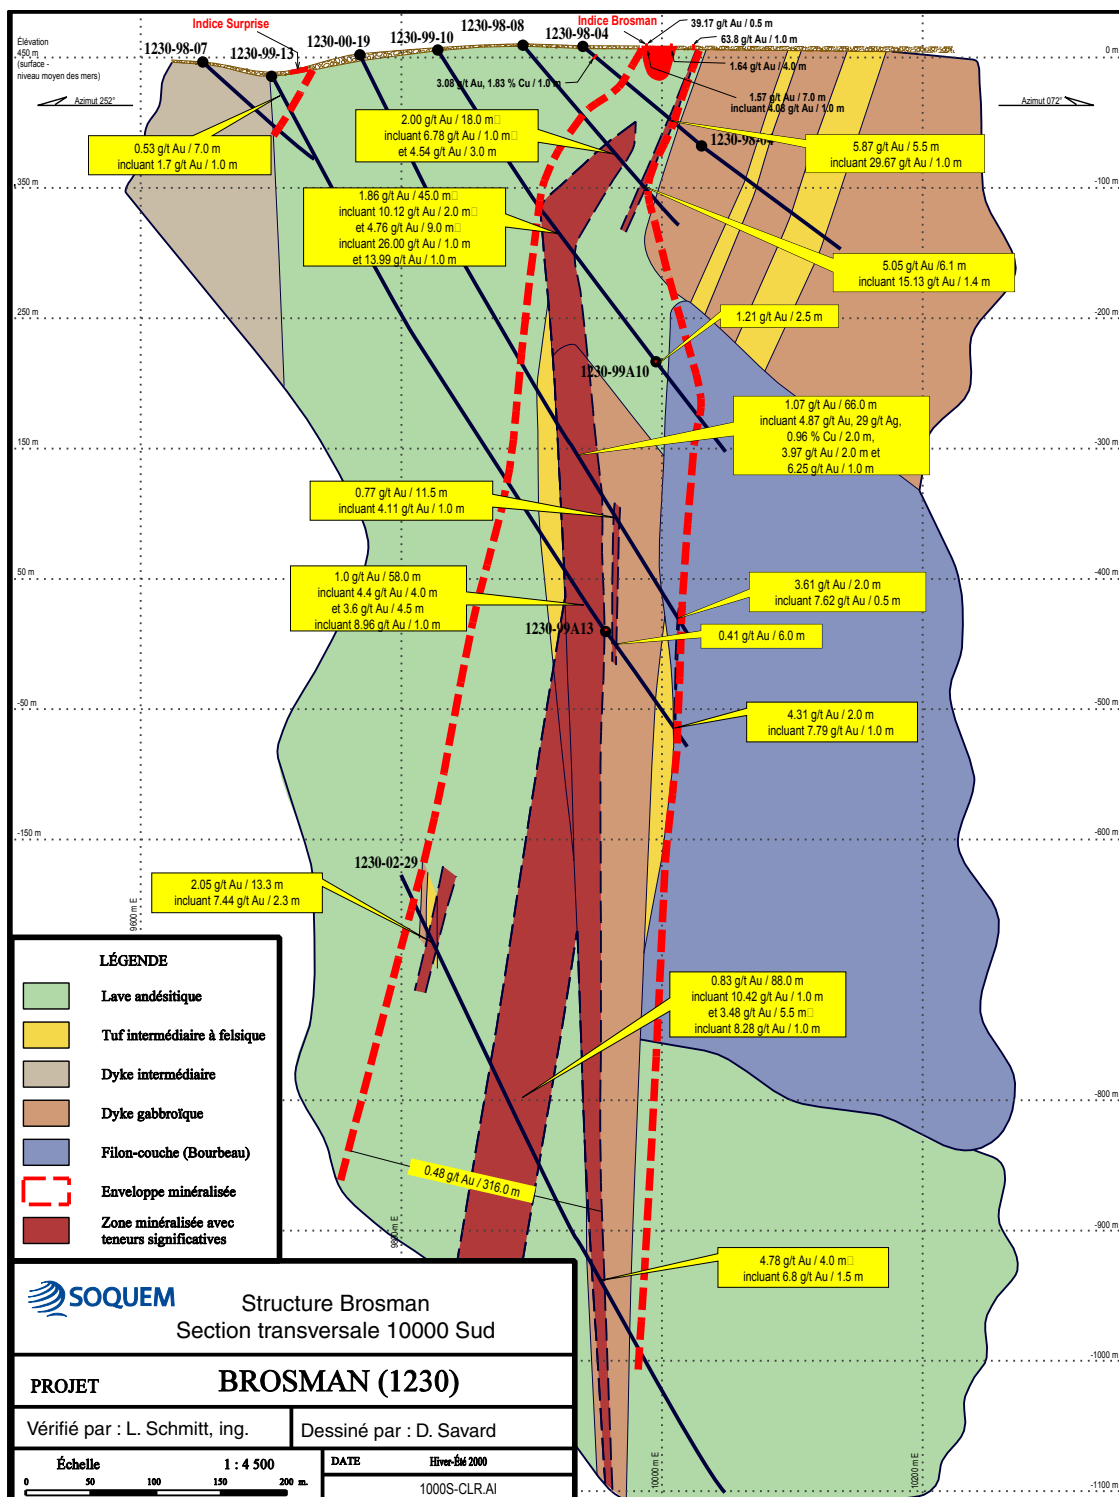 Indice Surprise
1230-98-07
1230-99-13
1230-00-19
1230-99-10
1230-98-08
1230-98-04
Indice Brosman
39.17 g/t Au / 0.5 m
63.8 g/t Au / 1.0 m
1.64 g/t Au / 4.0 m
3.08 g/t Au, 1.83 % Cu / 1.0 m
1.57 g/t Au / 7.0 m
incluant 4.08 g/t Au / 1.0 m
Élévation
450 m
(surface -
niveau moyen des mers)
0 m
Azimut 252°
Azimut 072°
0.53 g/t Au / 7.0 m
incluant 1.7 g/t Au / 1.0 m
2.00 g/t Au / 18.0 m
incluant 6.78 g/t Au / 1.0 m
et 4.54 g/t Au / 3.0 m
1230-98-04
5.87 g/t Au / 5.5 m
incluant 29.67 g/t Au / 1.0 m
350 m
-100 m
1.86 g/t Au / 45.0 m
incluant 10.12 g/t Au / 2.0 m
et 4.76 g/t Au / 9.0 m
incluant 26.00 g/t Au / 1.0 m
et 13.99 g/t Au / 1.0 m
5.05 g/t Au /6.1 m
incluant 15.13 g/t Au / 1.4 m
250 m
-200 m
1.21 g/t Au / 2.5 m
1230-99A10
1.07 g/t Au / 66.0 m
incluant 4.87 g/t Au, 29 g/t Ag,
0.96 % Cu / 2.0 m,
3.97 g/t Au / 2.0 m et
6.25 g/t Au / 1.0 m
150 m
-300 m
0.77 g/t Au / 11.5 m
incluant 4.11 g/t Au / 1.0 m
50 m
-400 m
1.0 g/t Au / 58.0 m
incluant 4.4 g/t Au / 4.0 m
et 3.6 g/t Au / 4.5 m
incluant 8.96 g/t Au / 1.0 m
3.61 g/t Au / 2.0 m
incluant 7.62 g/t Au / 0.5 m
1230-99A13
0.41 g/t Au / 6.0 m
-50 m
-500 m
4.31 g/t Au / 2.0 m
incluant 7.79 g/t Au / 1.0 m
-150 m
-600 m
1230-02-29
2.05 g/t Au / 13.3 m
incluant 7.44 g/t Au / 2.3 m
9600 m E
-700 m
0.83 g/t Au / 88.0 m
incluant 10.42 g/t Au / 1.0 m
et 3.48 g/t Au / 5.5 m
incluant 8.28 g/t Au / 1.0 m
-800 m
0.48 g/t Au / 316.0 m
9800 m E
-900 m
4.78 g/t Au / 4.0 m
incluant 6.8 g/t Au / 1.5 m
-1000 m
10000 m E
10200 m E
-1100 m
LÉGENDE
Lave andésitique
Tuf intermédiaire à felsique
Dyke intermédiaire
Dyke gabbroïque
Filon-couche (Bourbeau)
Enveloppe minéralisée
Zone minéralisée avec
teneurs significatives
SOQUEM
Structure Brosman
Section transversale 10000 Sud
PROJET
BROSMAN (1230)
Vérifié par : L. Schmitt, ing.
Dessiné par : D. Savard
Échelle
1 : 4 500
0 50 100 150 200 m.
DATE
Hiver-Été 2000
1000S-CLR.AI